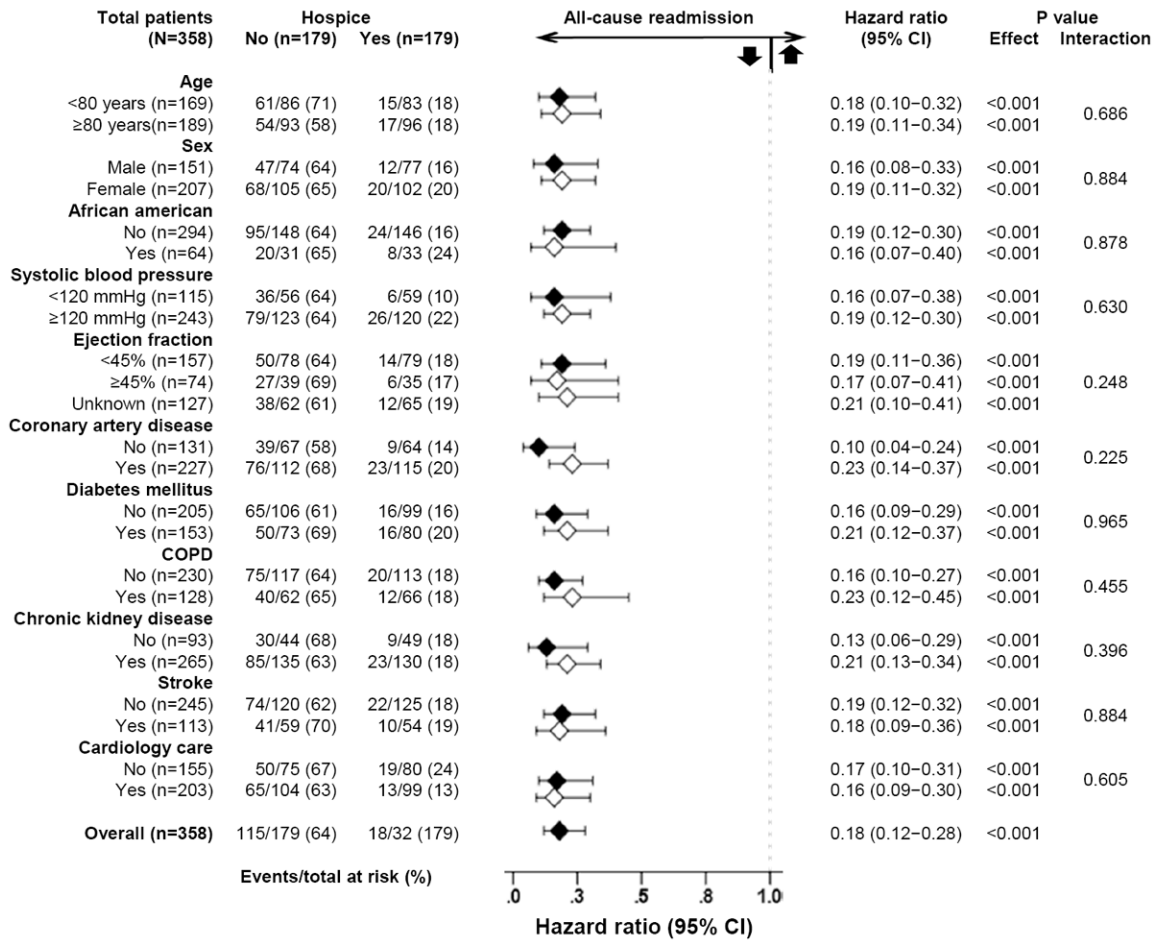 Total patients Hospice All-cause readmission Hazard ratio P value
(N=358) No (n=179) Yes (n=179) (95% CI) Effect Interaction
Age
<80 years (n=169) 61/86 (71) 15/83 (18) 0.18 (0.10−0.32) <0.001
0.686
≥80 years(n=189) 54/93 (58) 17/96 (18) 0.19 (0.11−0.34) <0.001
Sex
Male (n=151) 47/74 (64) 12/77 (16) 0.16 (0.08−0.33) <0.001
0.884
Female (n=207) 68/105 (65) 20/102 (20) 0.19 (0.11−0.32) <0.001
African american
No (n=294) 95/148 (64) 24/146 (16) 0.19 (0.12−0.30) <0.001
0.878
Yes (n=64) 20/31 (65) 8/33 (24) 0.16 (0.07−0.40) <0.001
Systolic blood pressure
<120 mmHg (n=115) 36/56 (64) 6/59 (10) 0.16 (0.07−0.38) <0.001
0.630
≥120 mmHg (n=243) 79/123 (64) 26/120 (22) 0.19 (0.12−0.30) <0.001
Ejection fraction
<45% (n=157) 50/78 (64) 14/79 (18) 0.19 (0.11−0.36) <0.001
≥45% (n=74) 27/39 (69) 6/35 (17) 0.17 (0.07−0.41) <0.001 0.248
Unknown (n=127) 38/62 (61) 12/65 (19) 0.21 (0.10−0.41) <0.001
Coronary artery disease
No (n=131) 39/67 (58) 9/64 (14) 0.10 (0.04−0.24) <0.001
0.225
Yes (n=227) 76/112 (68) 23/115 (20) 0.23 (0.14−0.37) <0.001
Diabetes mellitus
No (n=205) 65/106 (61) 16/99 (16) 0.16 (0.09−0.29) <0.001
0.965
Yes (n=153) 50/73 (69) 16/80 (20) 0.21 (0.12−0.37) <0.001
COPD
No (n=230) 75/117 (64) 20/113 (18) 0.16 (0.10−0.27) <0.001
0.455
Yes (n=128) 40/62 (65) 12/66 (18) 0.23 (0.12−0.45) <0.001
Chronic kidney disease
No (n=93) 30/44 (68) 9/49 (18) 0.13 (0.06−0.29) <0.001
0.396
Yes (n=265) 85/135 (63) 23/130 (18) 0.21 (0.13−0.34) <0.001
Stroke
No (n=245) 74/120 (62) 22/125 (18) 0.19 (0.12−0.32) <0.001
0.884
Yes (n=113) 41/59 (70) 10/54 (19) 0.18 (0.09−0.36) <0.001
Cardiology care
No (n=155) 50/75 (67) 19/80 (24) 0.17 (0.10−0.31) <0.001
0.605
Yes (n=203) 65/104 (63) 13/99 (13) 0.16 (0.09−0.30) <0.001
Overall (n=358) 115/179 (64) 18/32 (179) 0.18 (0.12−0.28) <0.001
Events/total at risk (%)
.0 .3 .5 .8 1.0
Hazard ratio (95% CI)